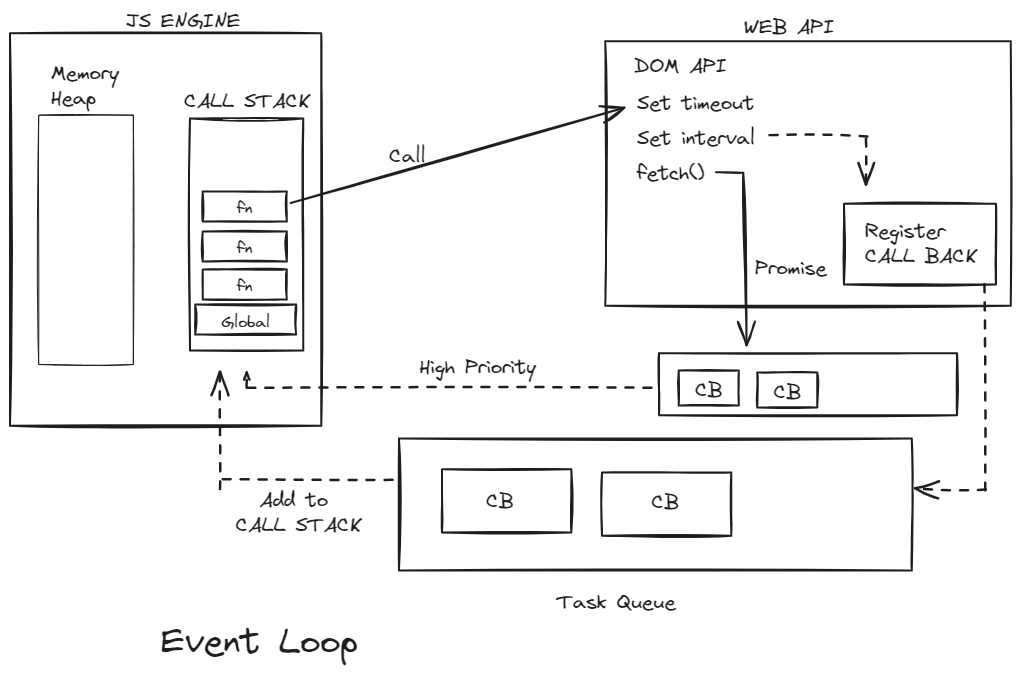 JS ENGINE
Memory
Heap
CALL STACK
fn
fn
fn
Global
Call
WEB API
DOM API
Set timeout
Set interval
fetch()
Register
CALL BACK
Promise
High Priority
CB
CB
Add to
CALL STACK
CB
CB
Task Queue
Event Loop